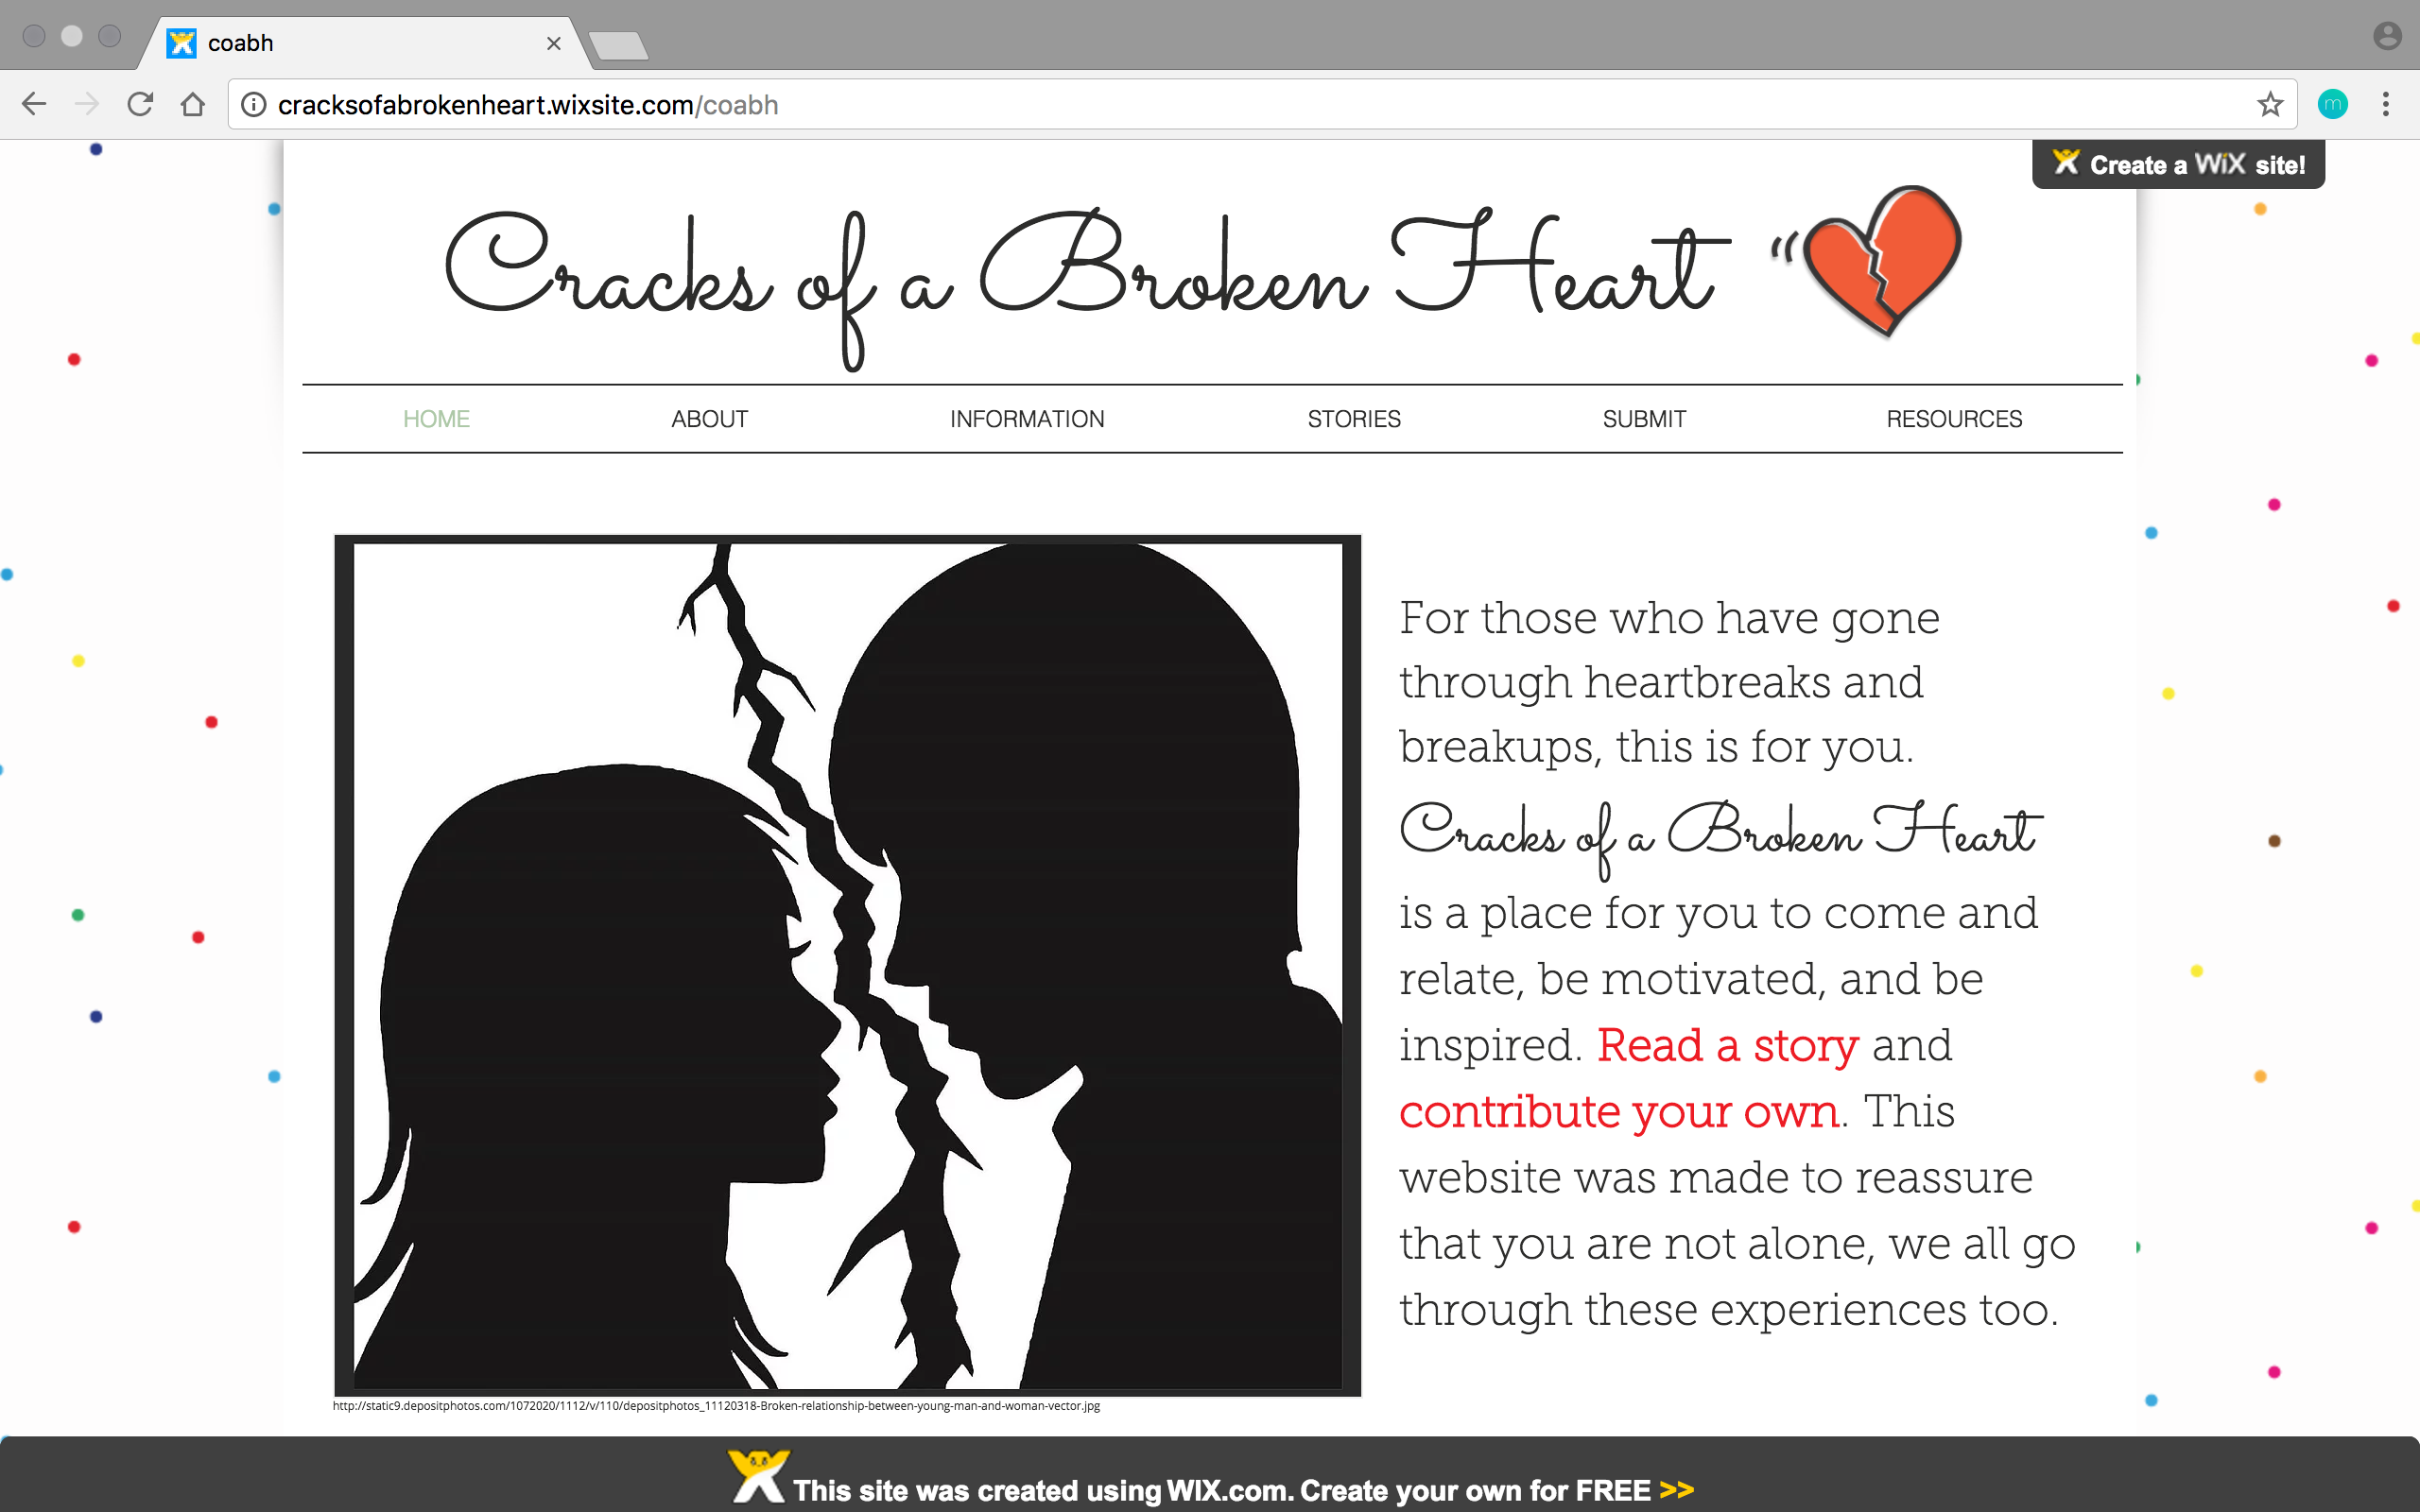 coabh
cracksofabrokenheart.wixsite.com/coabh
m
Create a WiX site!
Cracks of a Broken Heart
HOME ABOUT INFORMATION STORIES SUBMIT RESOURCES
For those who have gone
through heartbreaks and
breakups, this is for you.
Cracks of a Broken Heart
is a place for you to come and
relate, be motivated, and be
inspired. Read a story and
contribute your own. This
website was made to reassure
that you are not alone, we all go
through these experiences too.
http://static9.depositphotos.com/1072020/1112/v/110/depositphotos_11120318-Broken-relationship-between-young-man-and-woman-vector.jpg
This site was created using WIX.com. Create your own for FREE >>